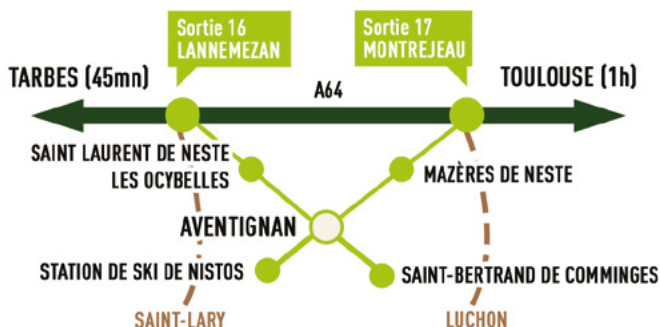 Sortie 16
LANNEMEZAN
Sortie 17
MONTREJEAU
TARBES (45mn)
A64
TOULOUSE (1h)
SAINT LAURENT DE NESTE
LES OCYBELLES
MAZÈRES DE NESTE
AVENTIGNAN
STATION DE SKI DE NISTOS
SAINT-BERTRAND DE COMMINGES
SAINT-LARY
LUCHON